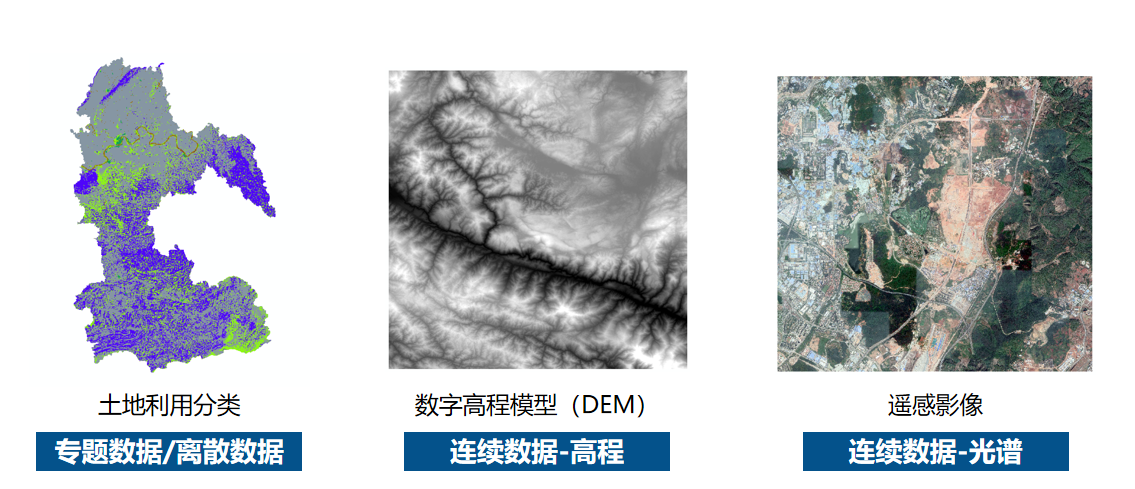 土地利用分类
数字高程模型（DEM）
遥感影像
专题数据/离散数据
连续数据-高程
连续数据-光谱